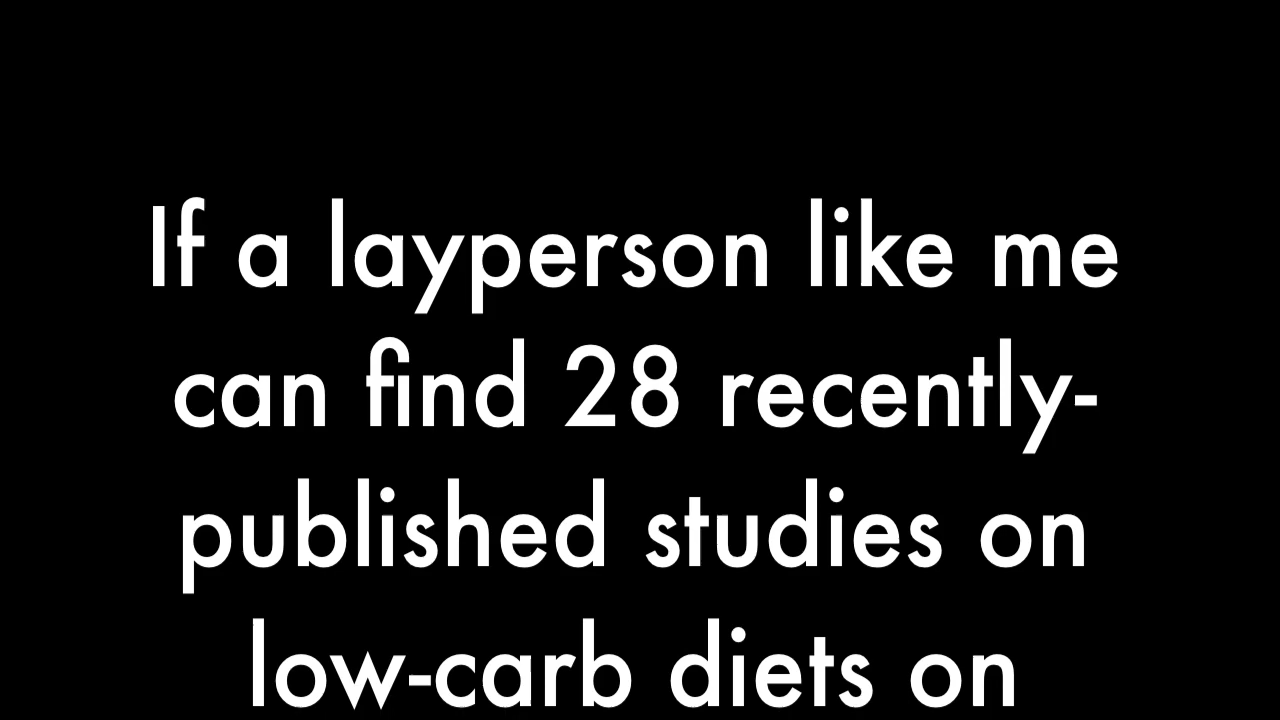 If a layperson like me
can find 28 recently-
published studies on
low-carb diets on